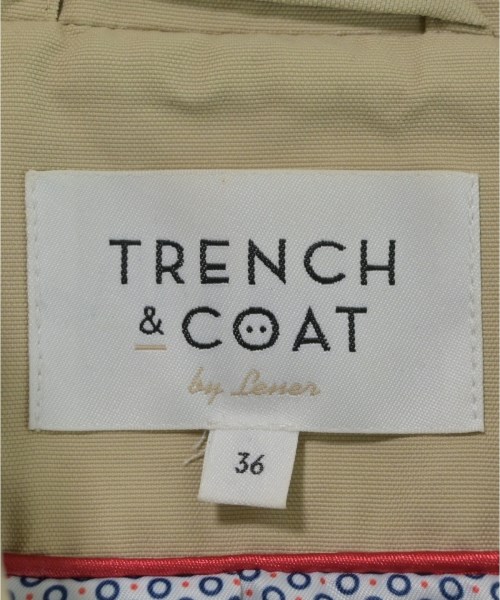 TRENCH
& COAT
by Lener
36